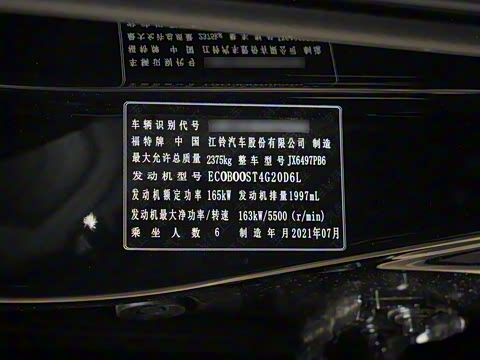 车辆识别代号
福特牌 中国 江铃汽车股份有限公司 制造
最大允许总质量 2375kg 整车型号 JX6497PB6
发动机型号 ECOBOOST4G20D6L
发动机额定功率 165kW 发动机排量 1997mL
发动机最大净功率/转速 163kW/5500 (r/min)
乘坐人数 6 制造年月 2021年07月